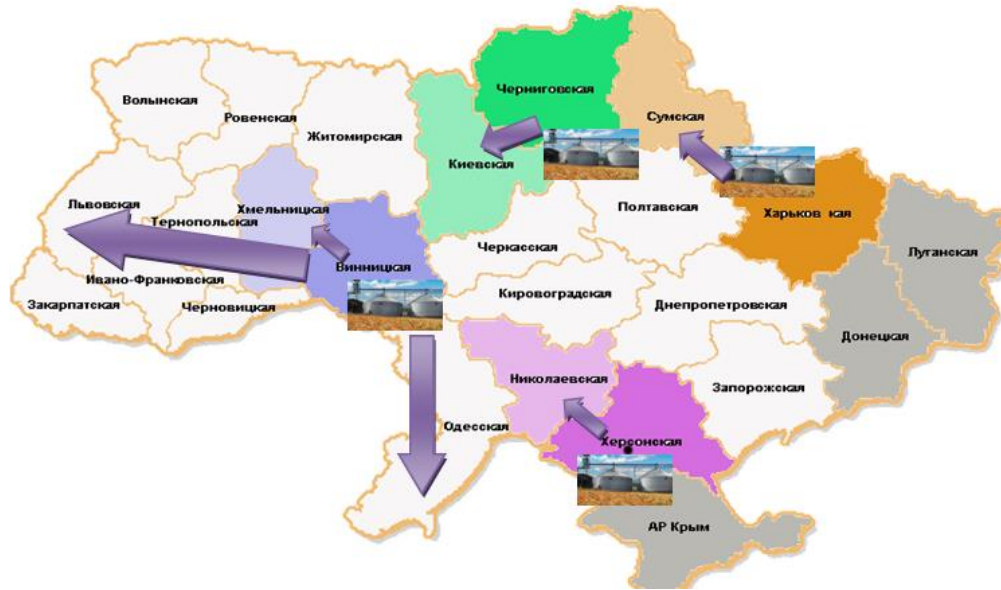 Черниговская
Волынская
Ровенская
Сумская
Житомирская
Киевская
Львовская
Хмельницкая
Тернопольская
Полтавская
Харьков кая
Луганская
Черкасская
Винницкая
Ивано-Франковская
Закарпатская
Черновицкая
Кировоградская
Днепропетровская
Донецкая
Николаевская
Запорожская
Одесская
Херсонская
АР Крым